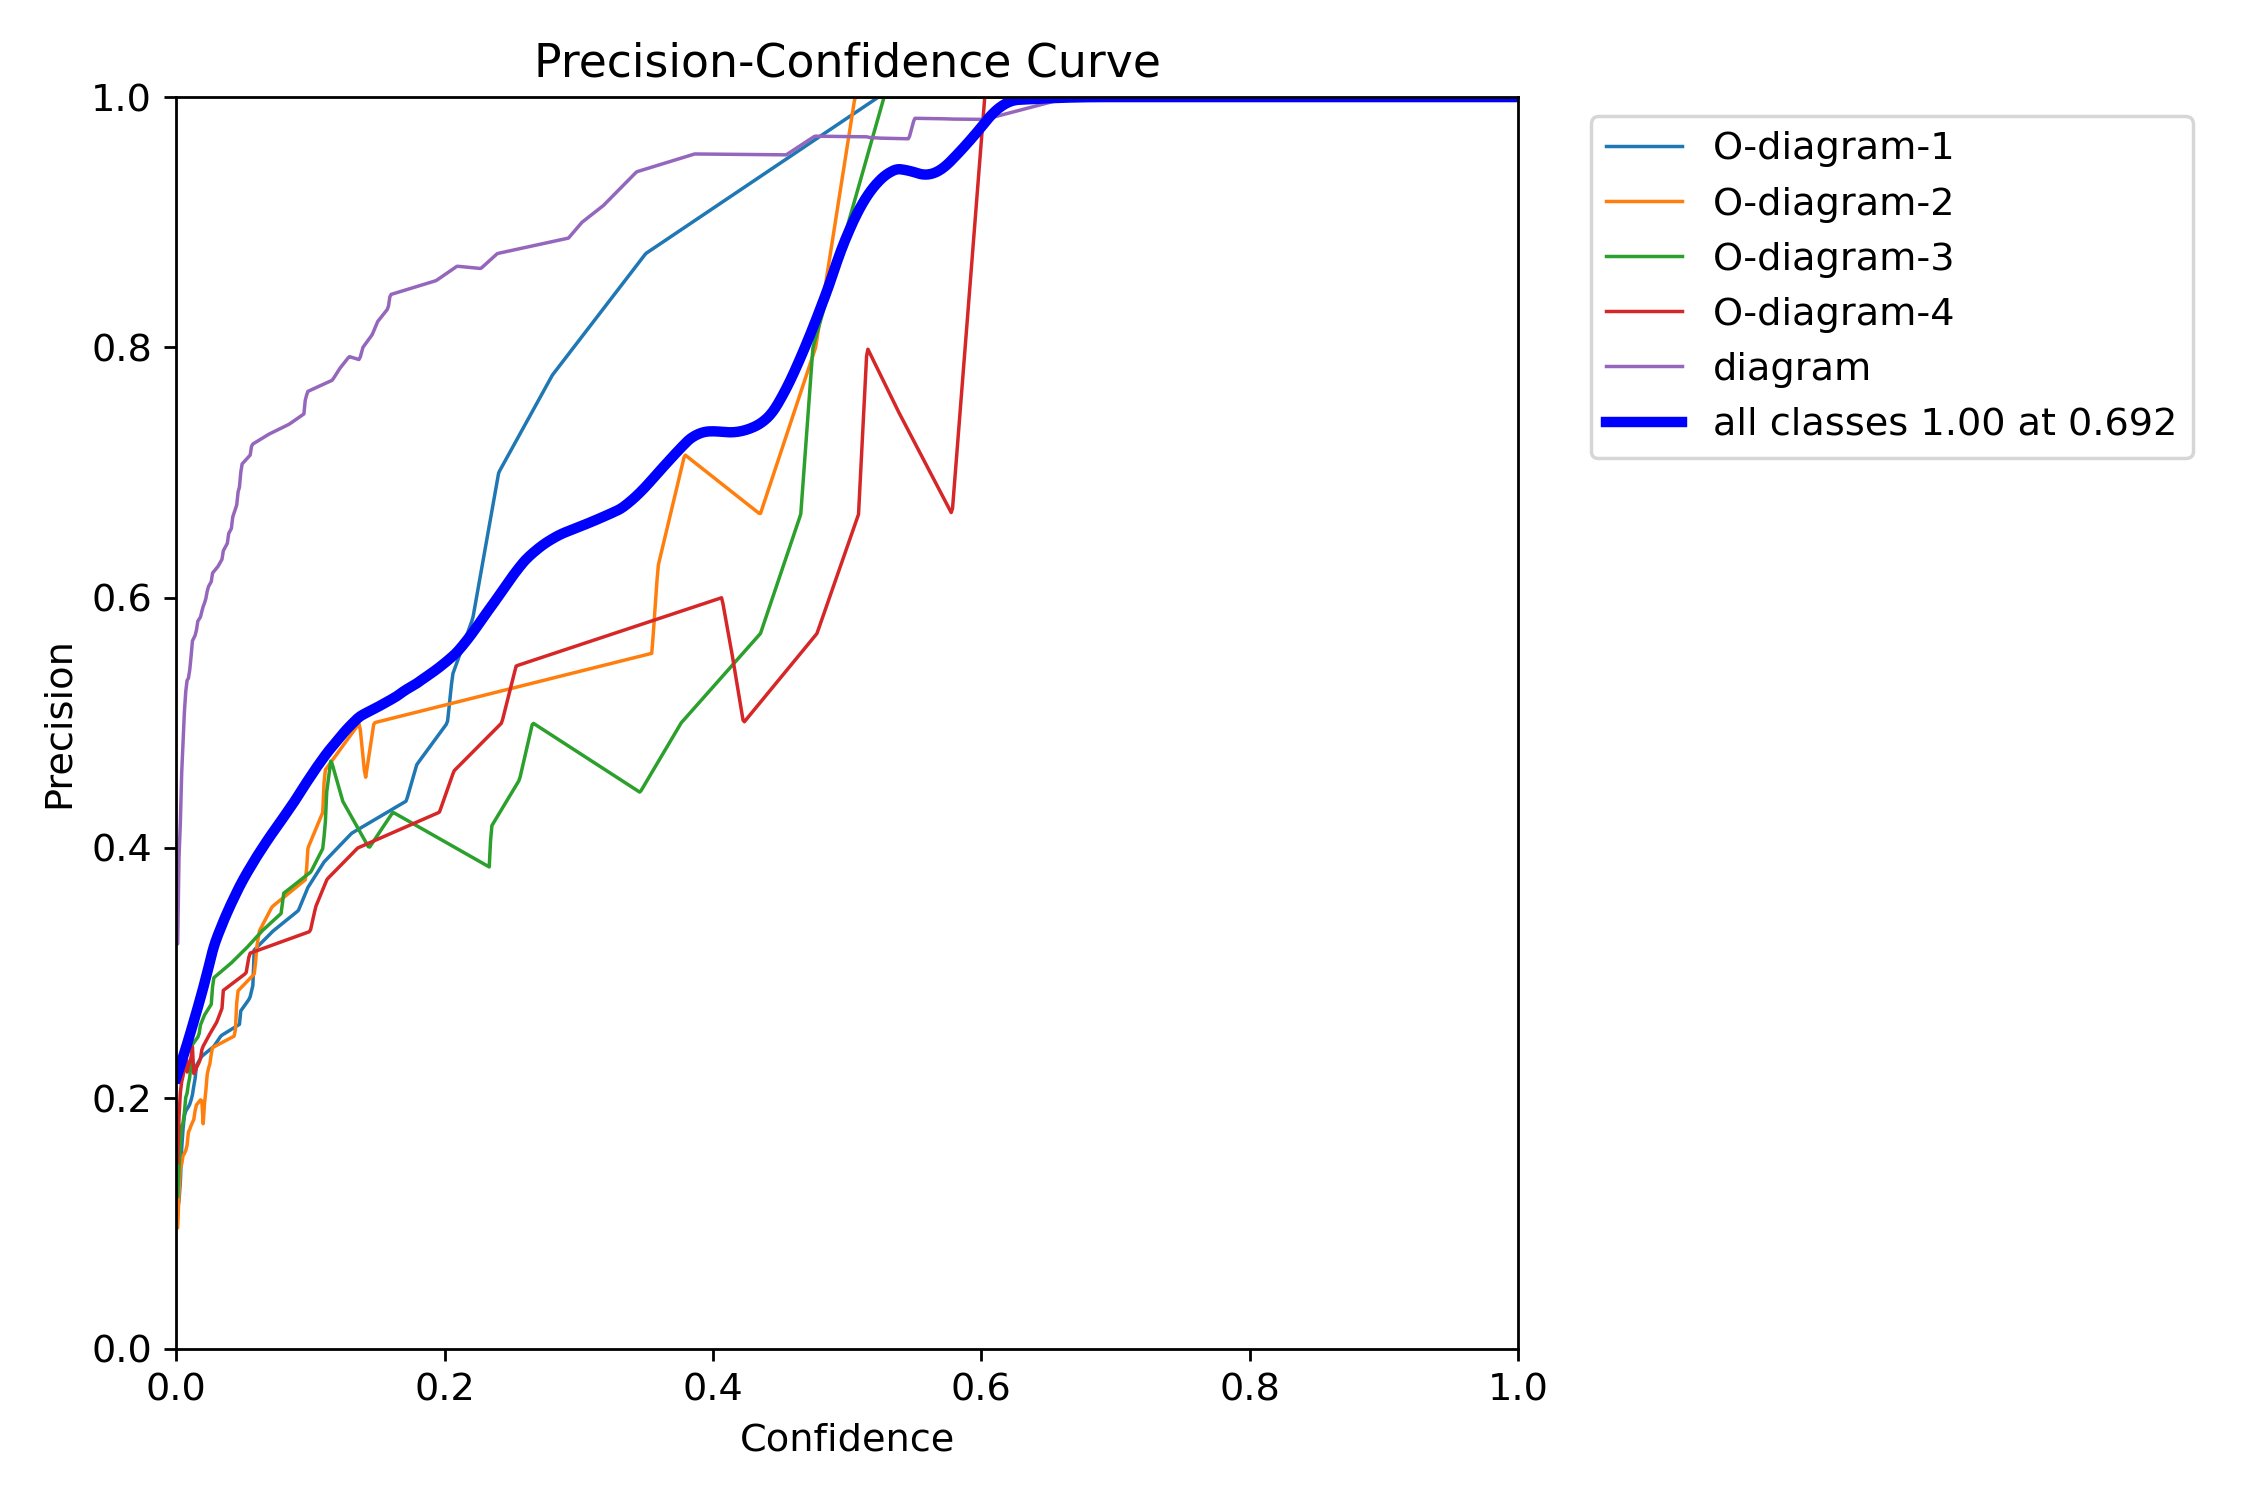 Precision-Confidence Curve
1.0
0.8
0.6
0.4
0.2
0.0
Precision
0.0 0.2 0.4 0.6 0.8 1.0
Confidence
O-diagram-1
O-diagram-2
O-diagram-3
O-diagram-4
diagram
all classes 1.00 at 0.692